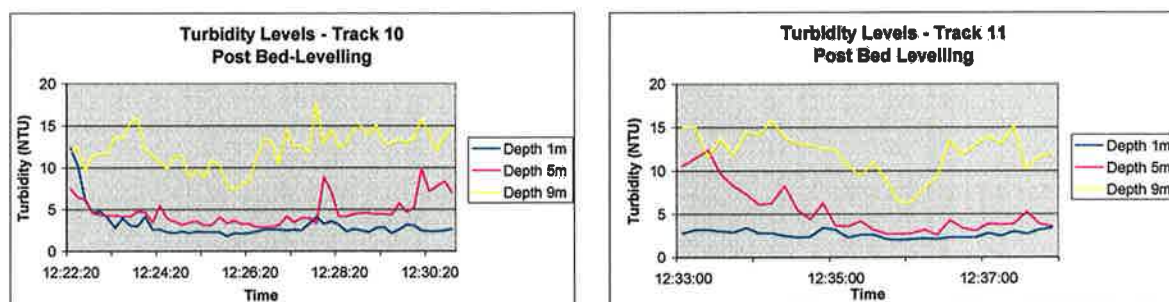 Turbidity Levels - Track 10
Post Bed-Levelling
20
15
10
5
0
Turbidity (NTU)
12:22:20 12:24:20 12:26:20 12:28:20 12:30:20
Time
Depth 1m
Depth 5m
Depth 9m
Turbidity Levels - Track 11
Post Bed Levelling
20
15
10
5
0
Turbidity (NTU)
12:33:00 12:35:00 12:37:00
Time
Depth 1m
Depth 5m
Depth 9m